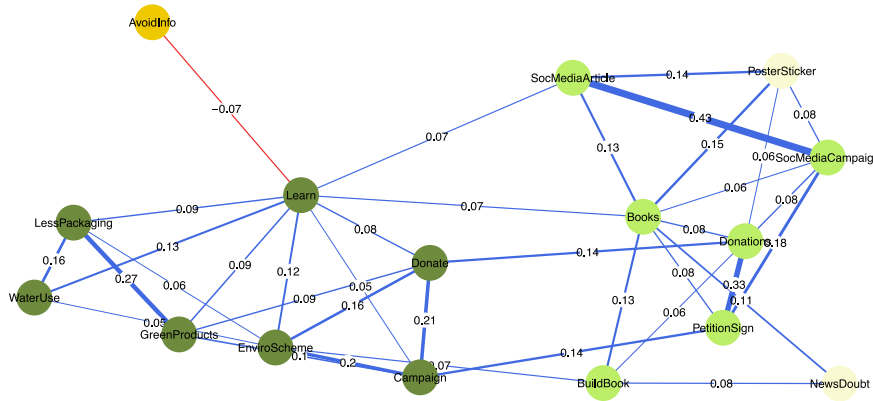 AvoidInfo
−0.07
SocMediaArticle
0.14
PosterSticker
0.43
0.08
0.07
0.13
0.15
0.06
SocMediaCampaig
Learn
0.06
0.08
0.09
0.07
LessPackaging
Books
0.08
0.08
Donations
0.18
0.13
0.14
0.16
0.27
0.09
0.12
Donate
0.08
0.06
0.05
0.33
WaterUse
0.09
0.16
0.13
0.11
0.05
0.21
0.06
GreenProducts
PetitionSign
EnviroScheme
0.1
0.2
0.07
0.14
Campaign
BuildBook
0.08
NewsDoubt